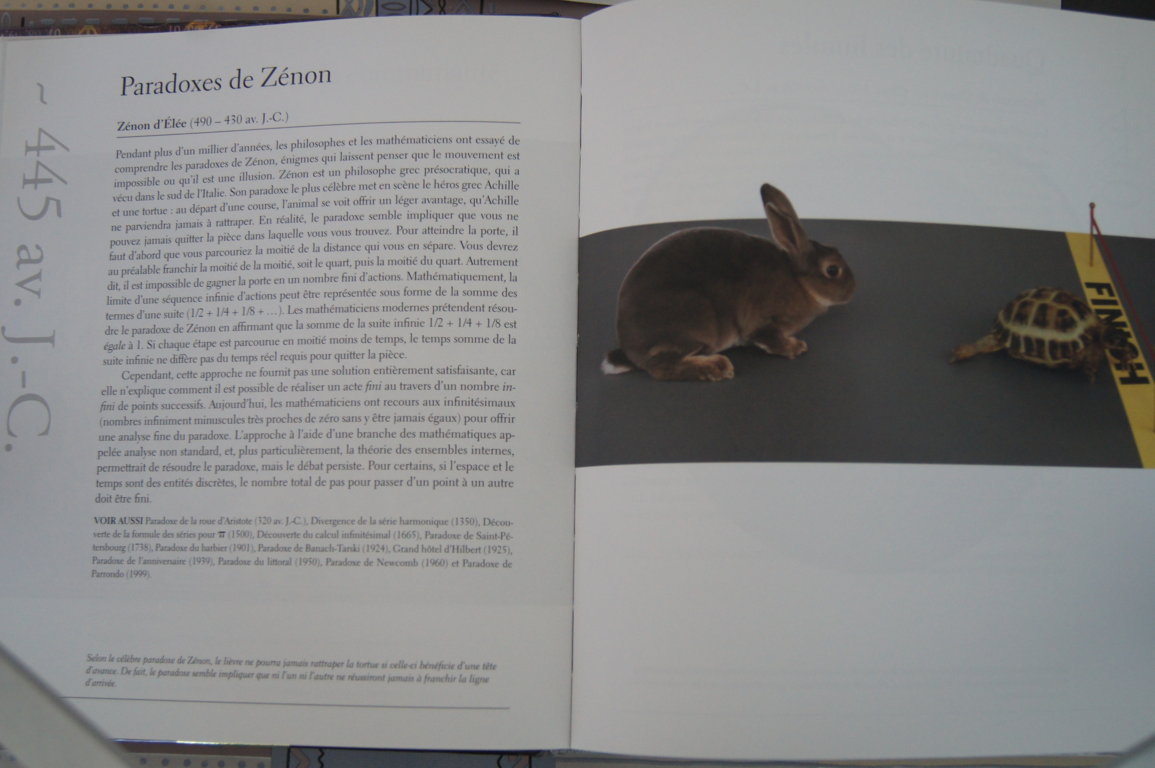 ~ 445 av. J.-C.
Paradoxes de Zénon
Zénon d'Élée (490 – 430 av. J.-C.)
Pendant plus d'un millier d'années, les philosophes et les mathématiciens ont essayé de
comprendre les paradoxes de Zénon, énigmes qui laissent penser que le mouvement est
impossible ou qu'il est une illusion. Zénon est un philosophe grec présocratique, qui a
vécu dans le sud de l'Italie. Son paradoxe le plus célèbre met en scène le héros grec Achille
et une tortue : au départ d'une course, l'animal se voit offrir un léger avantage, qu'Achille
ne parviendra jamais à rattraper. En réalité, le paradoxe semble impliquer que vous ne
pouvez jamais quitter la pièce dans laquelle vous vous trouvez. Pour atteindre la porte, il
faut d'abord que vous parcouriez la moitié de la distance qui vous en sépare. Vous devrez
au préalable franchir la moitié de la moitié, soit le quart, puis la moitié du quart. Autrement
dit, il est impossible de gagner la porte en un nombre fini d'actions. Mathématiquement, la
limite d'une séquence infinie d'actions peut être représentée sous forme de la somme des
termes d'une suite (1/2 + 1/4 + 1/8 + …). Les mathématiciens modernes prétendent résou-
dre le paradoxe de Zénon en affirmant que la somme de la suite infinie 1/2 + 1/4 + 1/8 est
égale à 1. Si chaque étape est parcourue en moitié moins de temps, le temps somme de la
suite infinie ne diffère pas du temps réel requis pour quitter la pièce.
Cependant, cette approche ne fournit pas une solution entièrement satisfaisante, car
elle n'explique comment il est possible de réaliser un acte fini au travers d'un nombre in-
fini de points successifs. Aujourd'hui, les mathématiciens ont recours aux infinitésimaux
(nombres infiniment minuscules très proches de zéro sans y être jamais égaux) pour offrir
une analyse fine du paradoxe. L'approche à l'aide d'une branche des mathématiques ap-
pelée analyse non standard, et, plus particulièrement, la théorie des ensembles internes,
permettrait de résoudre le paradoxe, mais le débat persiste. Pour certains, si l'espace et le
temps sont des entités discrètes, le nombre total de pas pour passer d'un point à un autre
doit être fini.
VOIR AUSSI Paradoxe de la roue d'Aristote (320 av. J.-C.), Divergence de la série harmonique (1350), Décou-
verte de la formule des séries pour π (1500), Découverte du calcul infinitésimal (1665), Paradoxe de Saint-Pé-
tersbourg (1738), Paradoxe du barbier (1901), Paradoxe de Banach-Tarski (1924), Grand hôtel d'Hilbert (1925),
Paradoxe de l'anniversaire (1939), Paradoxe du littoral (1950), Paradoxe de Newcomb (1960) et Paradoxe de
Parrondo (1999).
Selon le célèbre paradoxe de Zénon, le lièvre ne pourra jamais rattraper la tortue si celle-ci bénéficie d'une tête
d'avance. De fait, le paradoxe semble impliquer que ni l'un ni l'autre ne réussiront jamais à franchir la ligne
d'arrivée.
FINISH